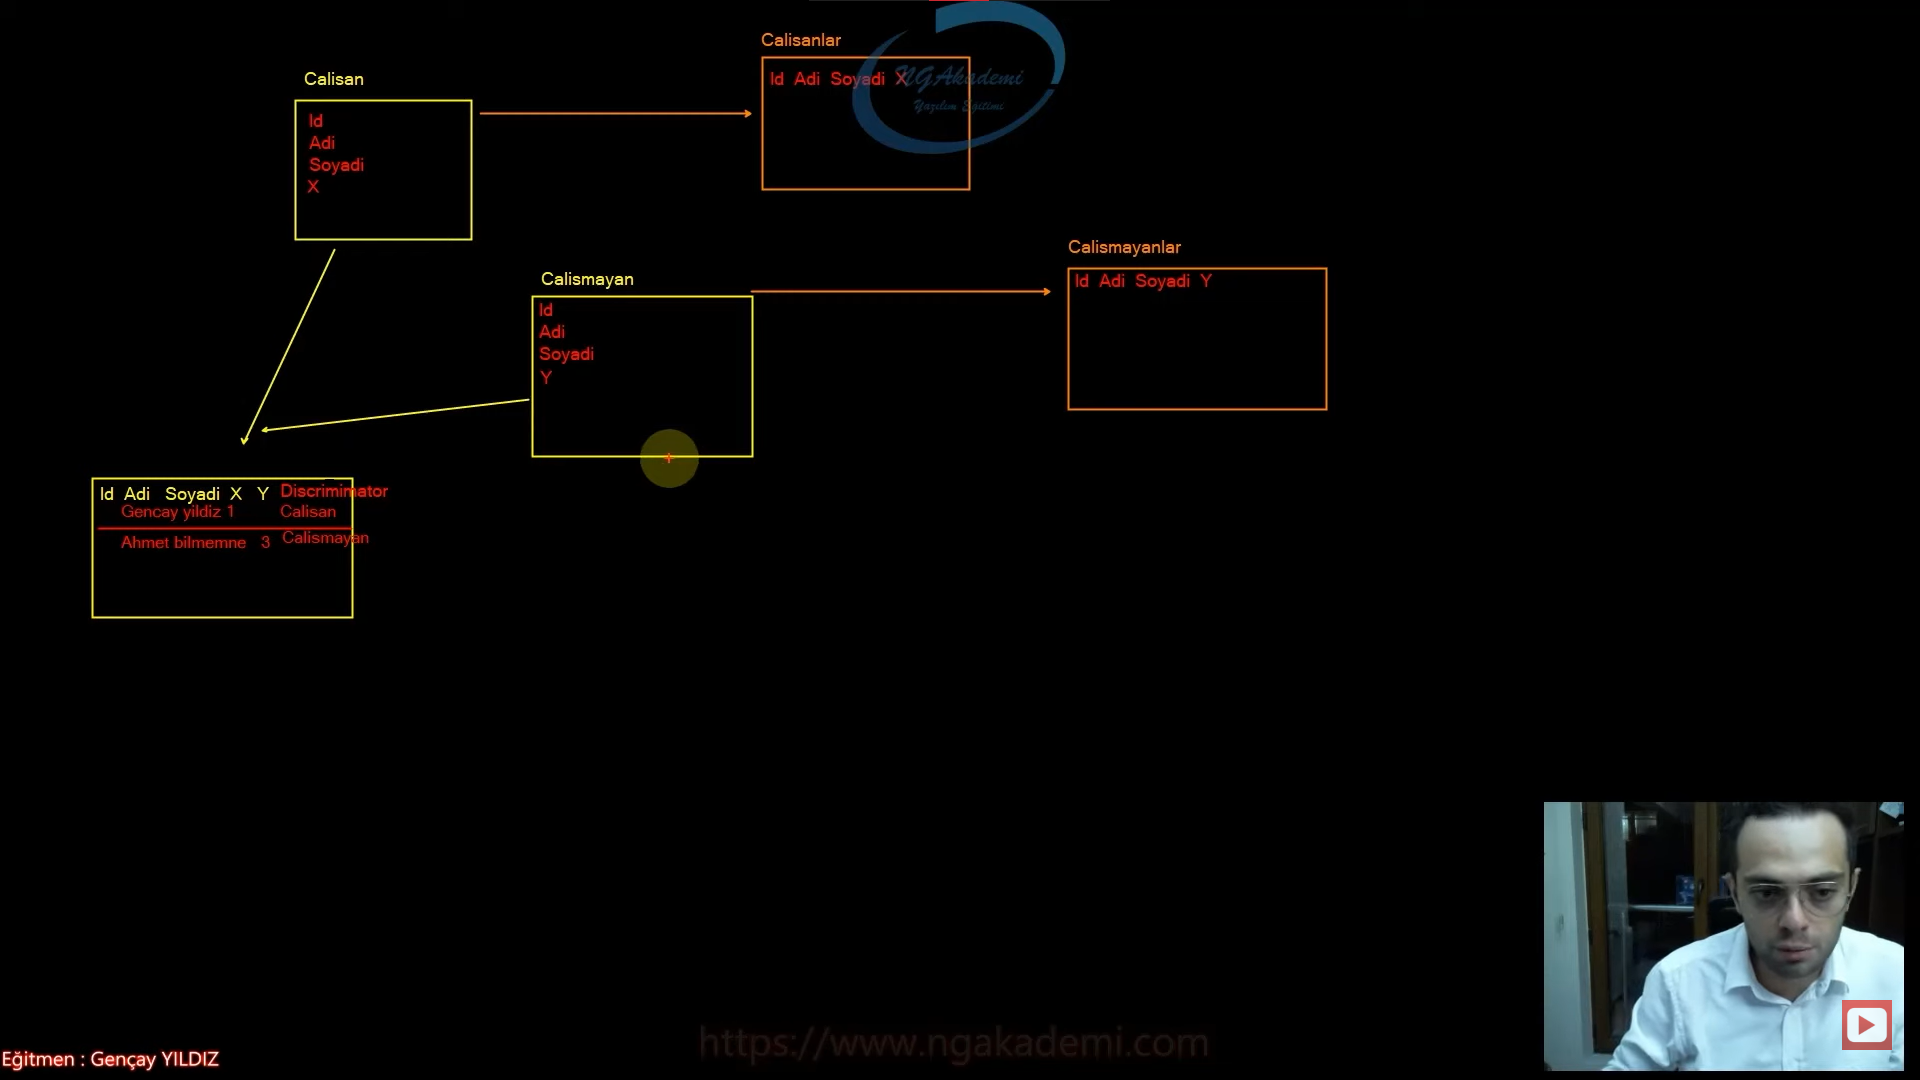 Calisanlar
Id Adi Soyadi X
NGAkademi
Yazılım Eğitimi
Calisan
Id
Adi
Soyadi
X
Calismayanlar
Id Adi Soyadi Y
Calismayan
Id
Adi
Soyadi
Y
Id Adi Soyadi X Y Discrimimator
Gencay yildiz 1 Calisan
Ahmet bilmemne 3 Calismayan
https://www.ngakademi.com
Eğitmen : Gençay YILDIZ